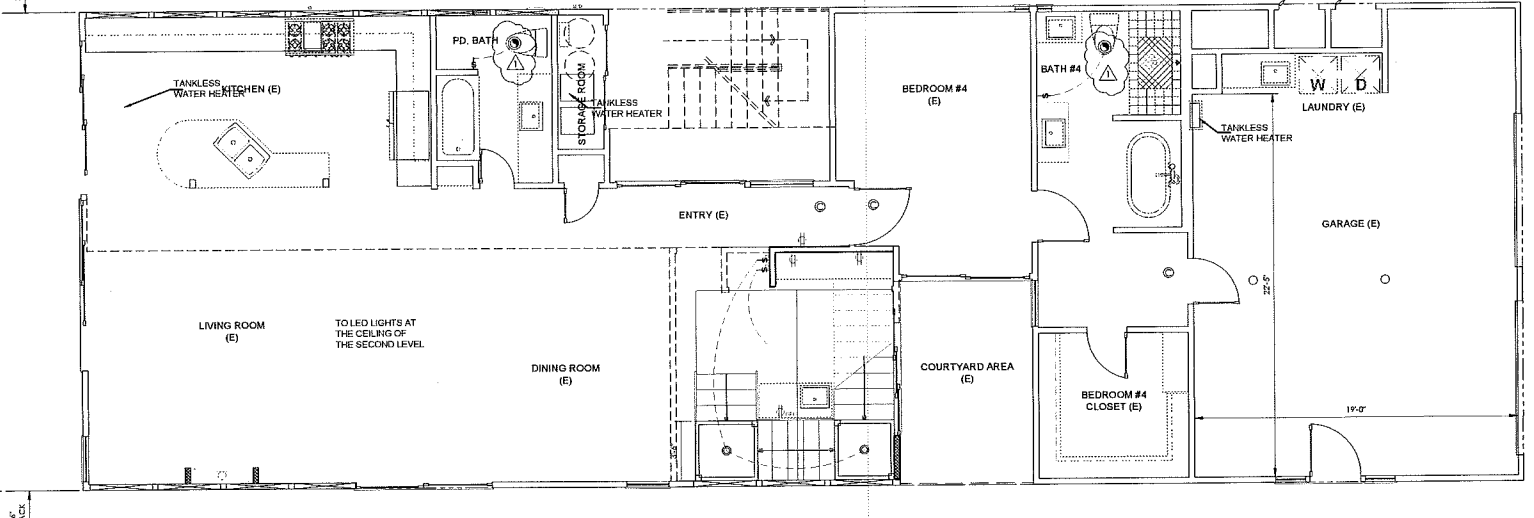 PD. BATH
TANKLESS
WATER HEATER
KITCHEN (E)
STORAGE ROOM
TANKLESS
WATER HEATER
BEDROOM #4
(E)
BATH #4
1
1
W
D
LAUNDRY (E)
TANKLESS
WATER HEATER
ENTRY (E)
GARAGE (E)
22'-5"
LIVING ROOM
(E)
TO LED LIGHTS AT
THE CEILING OF
THE SECOND LEVEL
DINING ROOM
(E)
COURTYARD AREA
(E)
BEDROOM #4
CLOSET (E)
19'-0"
S
S
S
S